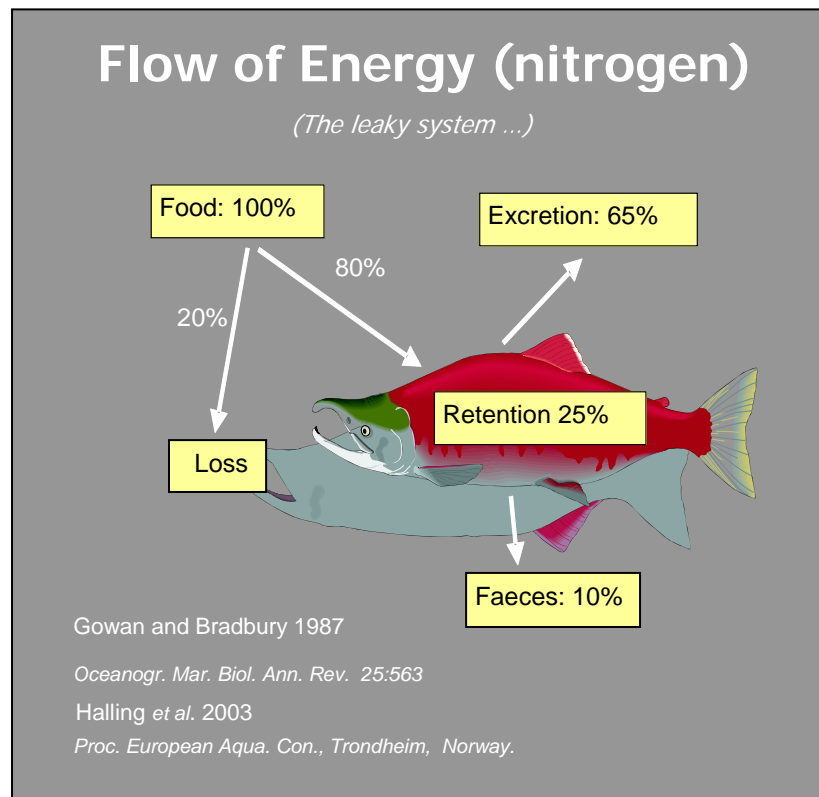 Flow of Energy (nitrogen)
(The leaky system ...)
Food: 100%
Excretion: 65%
80%
20%
Retention 25%
Loss
Faeces: 10%
Gowan and Bradbury 1987
Oceanogr. Mar. Biol. Ann. Rev. 25:563
Halling et al. 2003
Proc. European Aqua. Con., Trondheim, Norway.